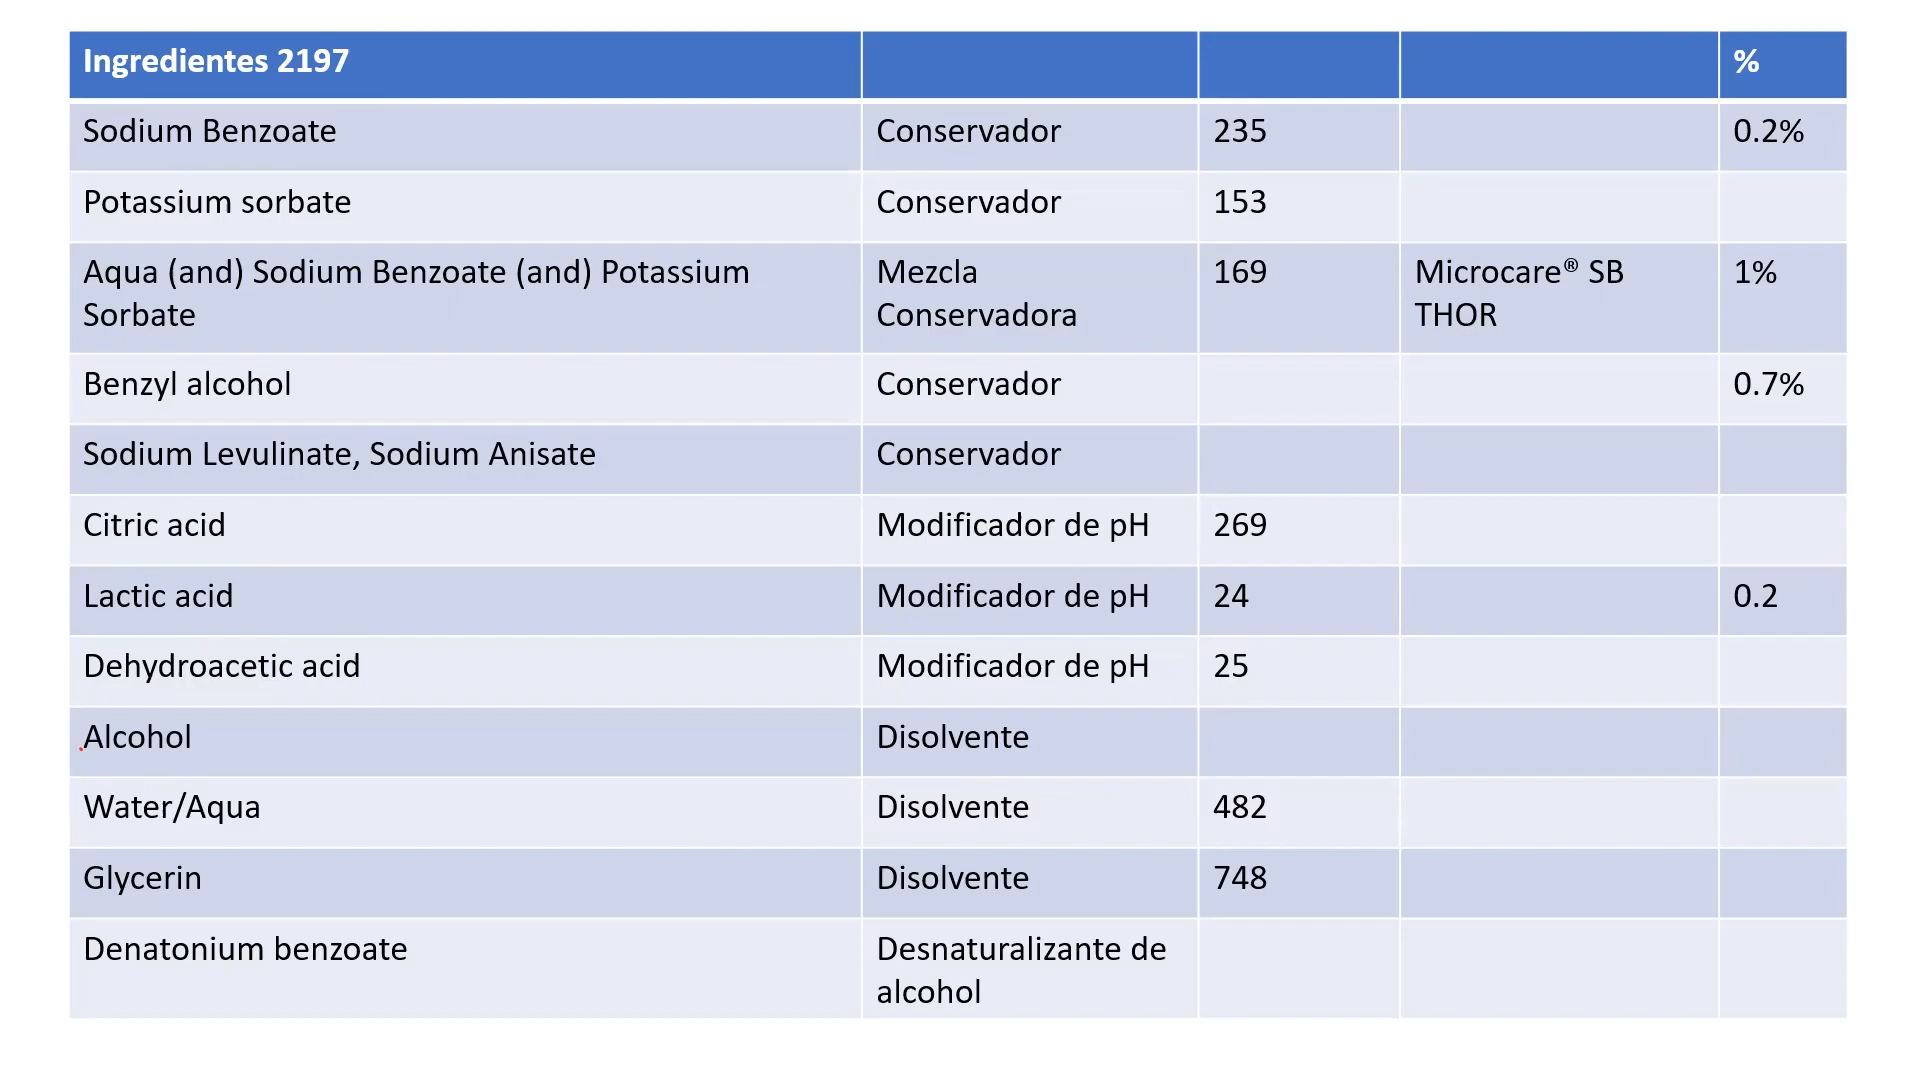 Ingredientes 2197 %
Sodium Benzoate Conservador 235 0.2%
Potassium sorbate Conservador 153
Aqua (and) Sodium Benzoate (and) Potassium Mezcla 169 Microcare® SB 1%
Sorbate Conservadora THOR
Benzyl alcohol Conservador 0.7%
Sodium Levulinate, Sodium Anisate Conservador
Citric acid Modificador de pH 269
Lactic acid Modificador de pH 24 0.2
Dehydroacetic acid Modificador de pH 25
Alcohol Disolvente
Water/Aqua Disolvente 482
Glycerin Disolvente 748
Denatonium benzoate Desnaturalizante de
alcohol